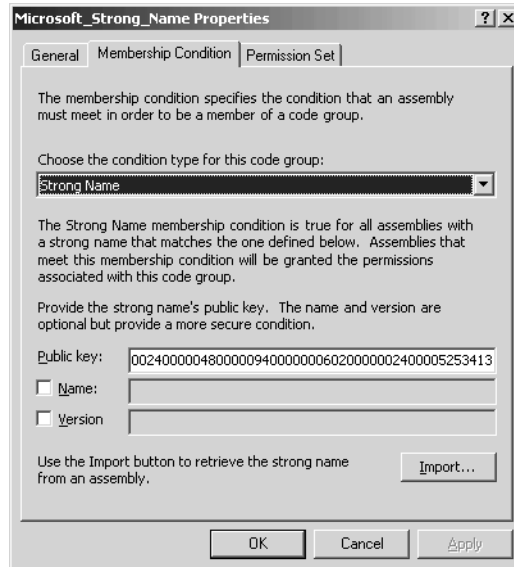 Microsoft_Strong_Name Properties
General
Membership Condition
Permission Set
The membership condition specifies the condition that an assembly
must meet in order to be a member of a code group.
Choose the condition type for this code group:
Strong Name
The Strong Name membership condition is true for all assemblies with
a strong name that matches the one defined below. Assemblies that
meet this membership condition will be granted the permissions
associated with this code group.
Provide the strong name's public key. The name and version are
optional but provide a more secure condition.
Public key: 00240000048000009400000006020000002400005253413
Name:
Version
Use the Import button to retrieve the strong name
from an assembly.
Import...
OK
Cancel
Apply